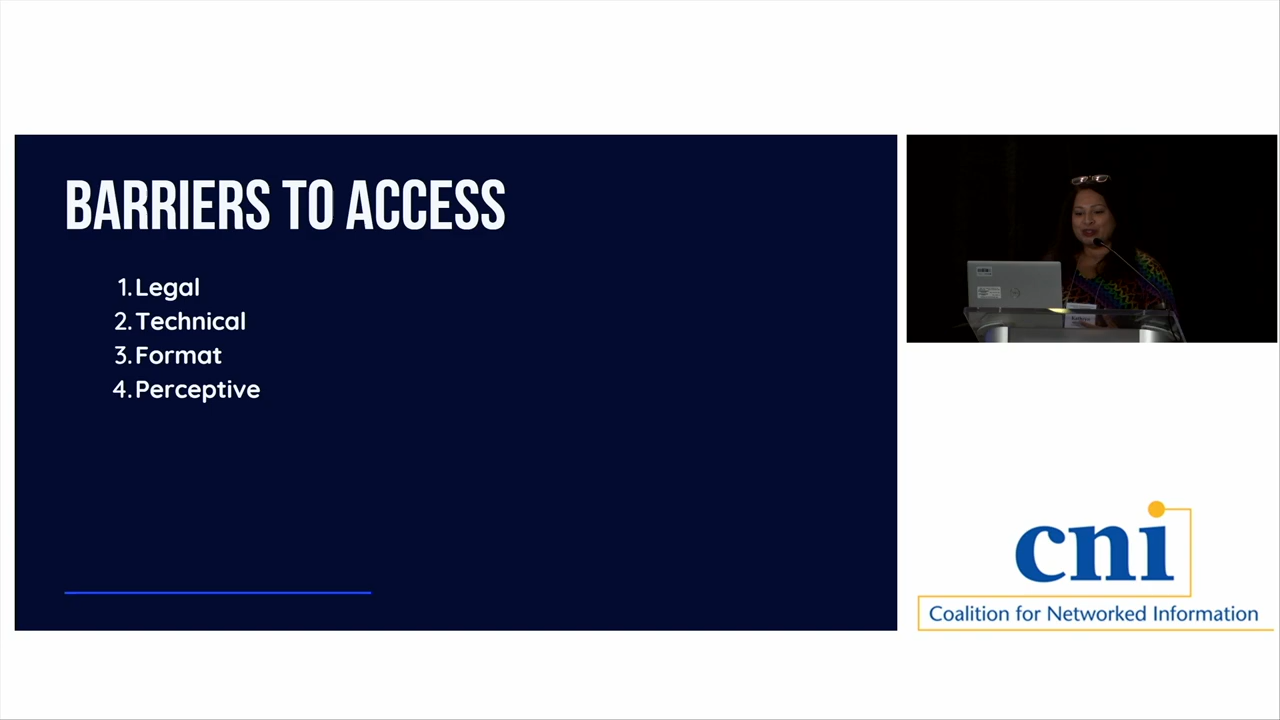 BARRIERS TO ACCESS
1. Legal
2. Technical
3. Format
4. Perceptive
cni
Coalition for Networked Information